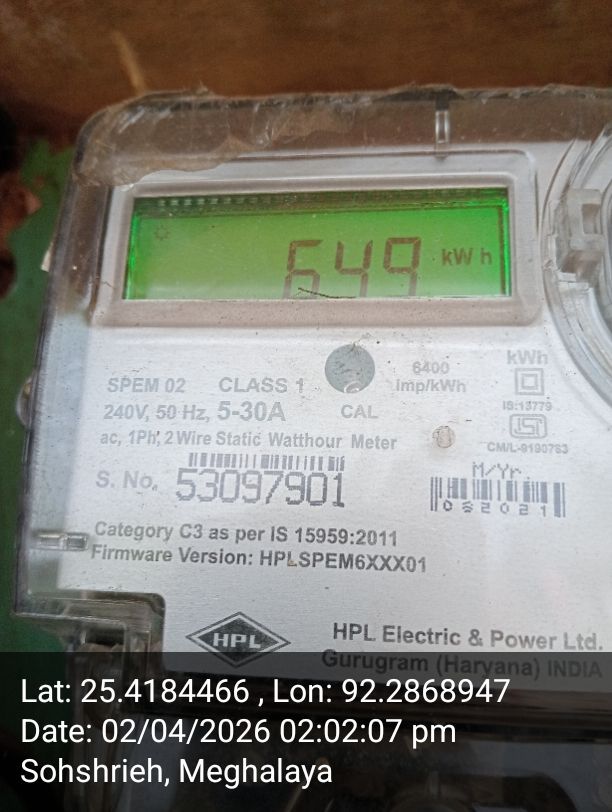 649 kWh
SPEM 02 CLASS 1
6400
Imp/kWh
kWh
240V, 50 Hz, 5-30A
CAL
IS:13779
ac, 1Ph, 2 Wire Static Watthour Meter
ISI
CM/L-9190763
S. No. 53097901
M/Yr
062021
Category C3 as per IS 15959:2011
Firmware Version: HPLSPEM6XXX01
HPL
HPL Electric & Power Ltd.
Gurugram (Haryana) INDIA
Lat: 25.4184466 , Lon: 92.2868947
Date: 02/04/2026 02:02:07 pm
Sohshrieh, Meghalaya